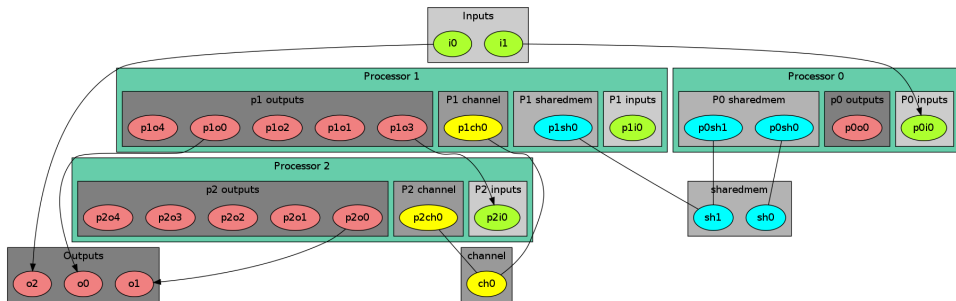 Inputs
i0 i1
Processor 1
Processor 0
p1 outputs
P1 channel
P1 sharedmem
P1 inputs
P0 sharedmem
p0 outputs
P0 inputs
p1o4 p1o0 p1o2 p1o1 p1o3
p1ch0
p1sh0
p1i0
p0sh1 p0sh0
p0o0
p0i0
Processor 2
p2 outputs
P2 channel
P2 inputs
sharedmem
p2o4 p2o3 p2o2 p2o1 p2o0
p2ch0
p2i0
sh1 sh0
Outputs
channel
o2 o0 o1
ch0